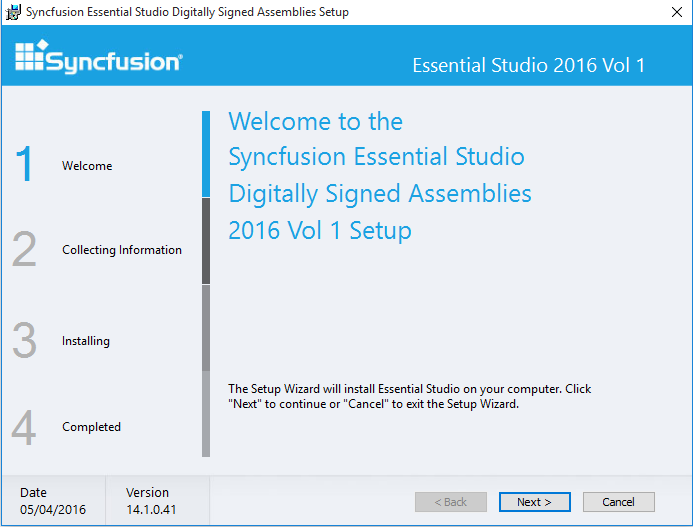 Syncfusion Essential Studio Digitally Signed Assemblies Setup
Syncfusion®
Essential Studio 2016 Vol 1
1
Welcome
2
Collecting Information
3
Installing
4
Completed
Welcome to the
Syncfusion Essential Studio
Digitally Signed Assemblies
2016 Vol 1 Setup
The Setup Wizard will install Essential Studio on your computer. Click
"Next" to continue or "Cancel" to exit the Setup Wizard.
Date
05/04/2016
Version
14.1.0.41
< Back
Next >
Cancel